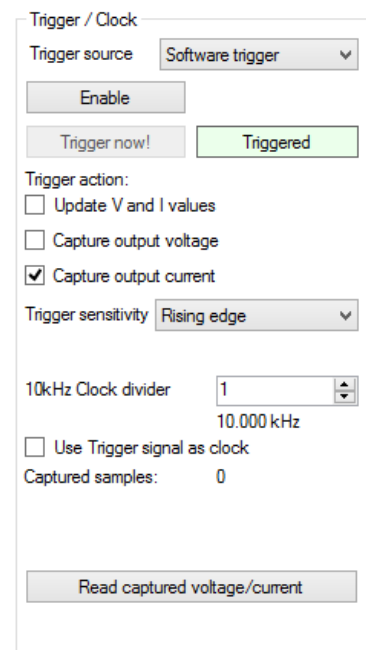 Trigger / Clock
Trigger source Software trigger
Enable
Trigger now! Triggered
Trigger action:
Update V and I values
Capture output voltage
Capture output current
Trigger sensitivity Rising edge
10kHz Clock divider 1
10.000 kHz
Use Trigger signal as clock
Captured samples: 0
Read captured voltage/current